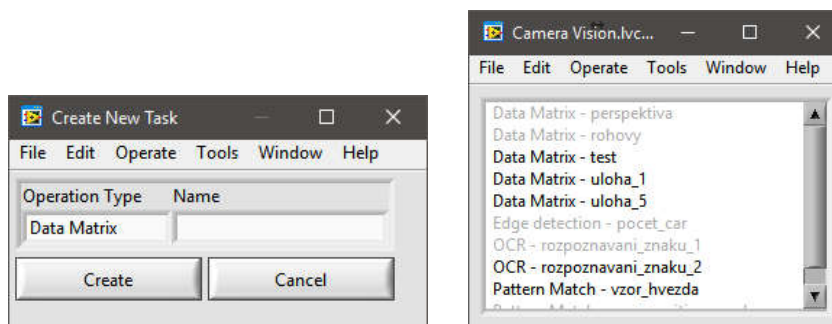 Create New Task
File Edit Operate Tools Window Help
Operation Type Name
Data Matrix
Create Cancel
Camera Vision.lvc...
File Edit Operate Tools Window Help
Data Matrix - perspektiva
Data Matrix - rohovy
Data Matrix - test
Data Matrix - uloha_1
Data Matrix - uloha_5
Edge detection - pocet_car
OCR - rozpoznavani_znaku_1
OCR - rozpoznavani_znaku_2
Pattern Match - vzor_hvezda